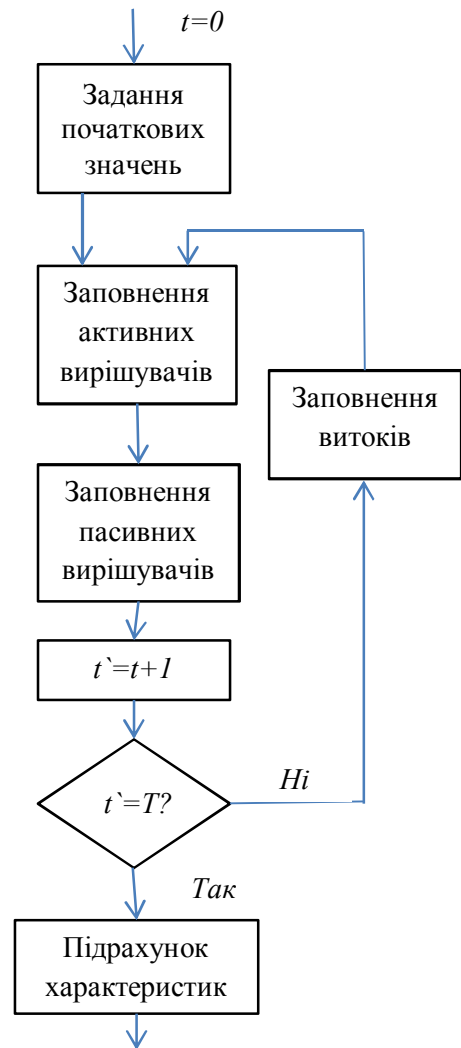 t=0
Задання
початкових
значень
Заповнення
активних
вирішувачів
Заповнення
витоків
Заповнення
пасивних
вирішувачів
t`=t+1
t`=T?
Ні
Так
Підрахунок
характеристик